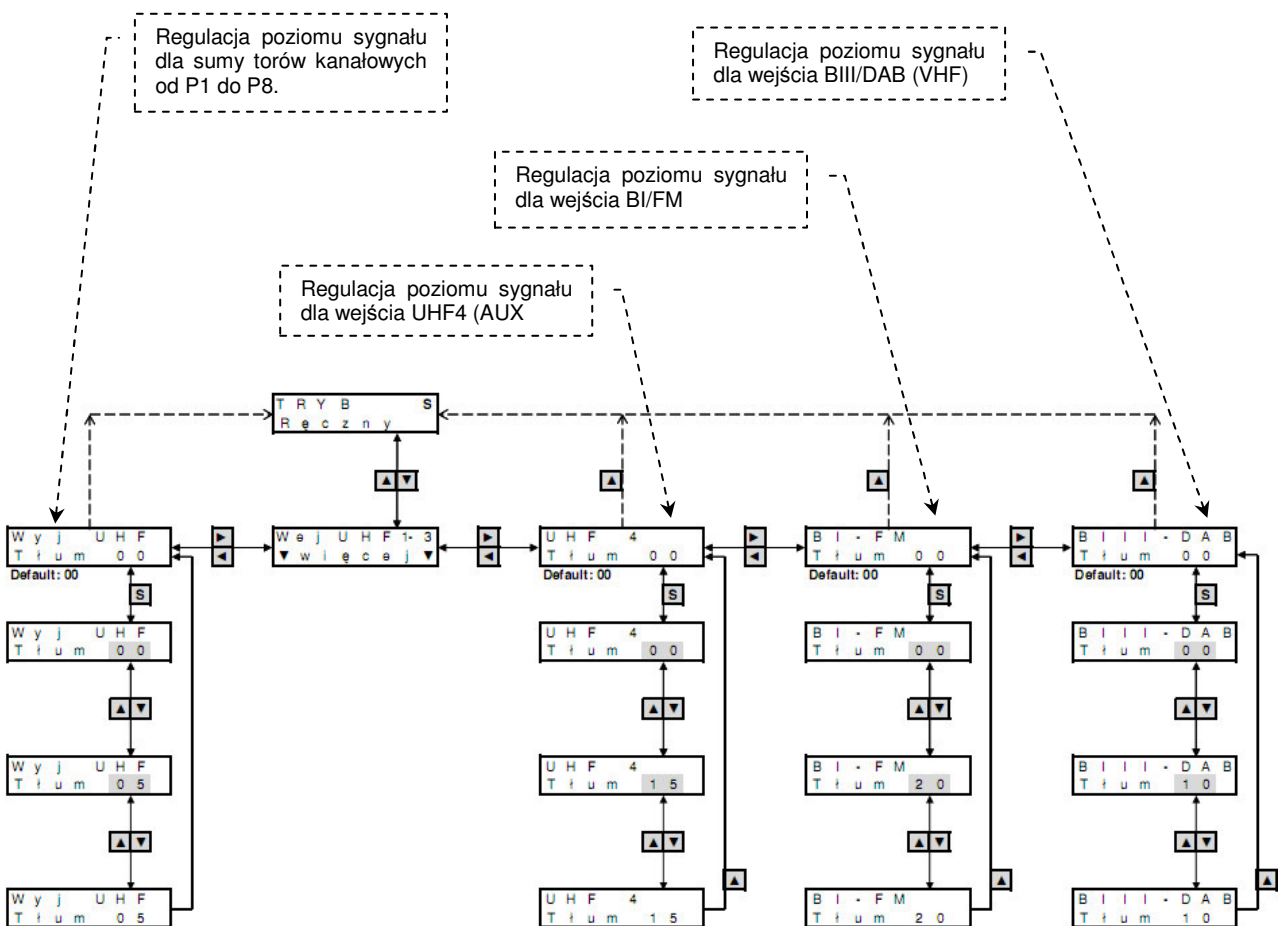 Regulacja poziomu sygnału
dla sumy torów kanałowych
od P1 do P8.
Regulacja poziomu sygnału
dla wejścia BIII/DAB (VHF)
Regulacja poziomu sygnału
dla wejścia BI/FM
Regulacja poziomu sygnału
dla wejścia UHF4 (AUX
TRYB S
Ręczny
▲▼
▲
▲
▲
Wyj UHF
Tłum 00
Default: 00
►
◄
Wej UHF1-3
▼więcej▼
►
◄
UHF 4
Tłum 00
Default: 00
►
◄
BI-FM
Tłum 00
Default: 00
►
◄
BIII-DAB
Tłum 00
Default: 00
S
S
S
S
Wyj UHF
Tłum 00
UHF 4
Tłum 00
BI-FM
Tłum 00
BIII-DAB
Tłum 00
▲▼
▲▼
▲▼
▲▼
Wyj UHF
Tłum 05
UHF 4
Tłum 15
BI-FM
Tłum 20
BIII-DAB
Tłum 10
▲▼
▲▼
▲▼
▲▼
▲
▲
▲
Wyj UHF
Tłum 05
UHF 4
Tłum 15
BI-FM
Tłum 20
BIII-DAB
Tłum 10